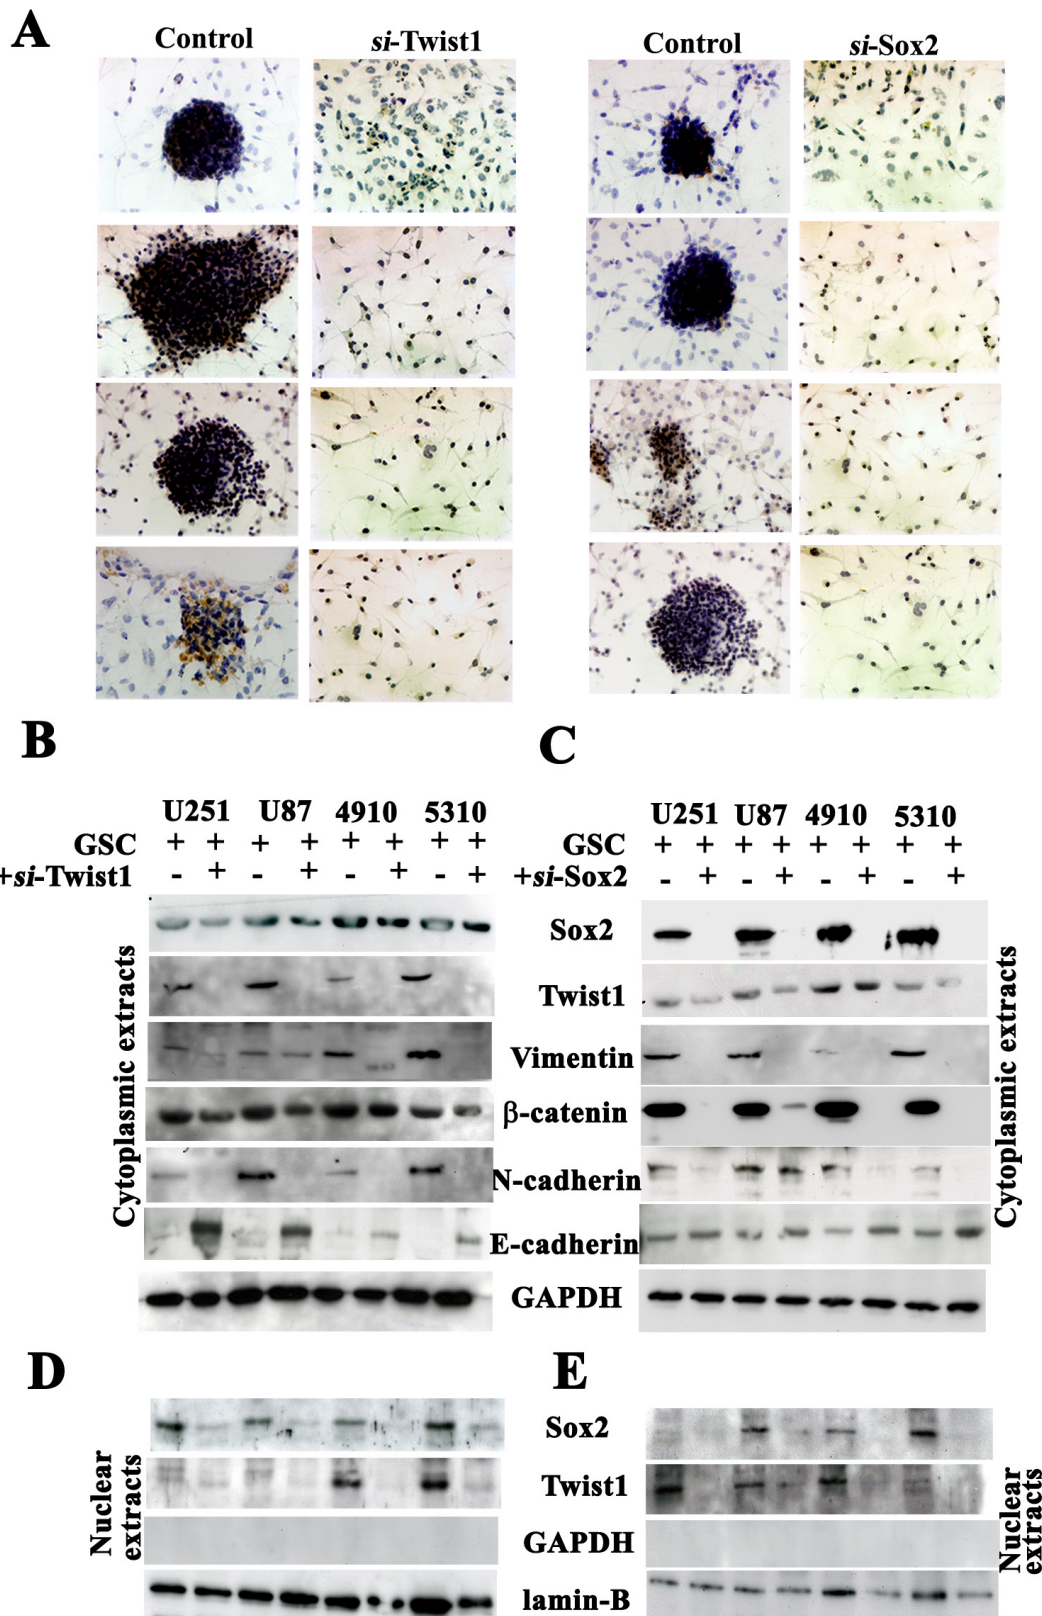 A
Control
si-Twist1
Control
si-Sox2
B
C
U251 U87 4910 5310
GSC + + + + + + + +
+si-Twist1 - + - + - + - +
U251 U87 4910 5310
GSC + + + + + + + +
+si-Sox2 - + - + - + - +
Cytoplasmic extracts
Sox2
Twist1
Vimentin
β-catenin
N-cadherin
E-cadherin
GAPDH
Cytoplasmic extracts
D
E
Nuclear
extracts
Sox2
Twist1
GAPDH
lamin-B
Nuclear
extracts